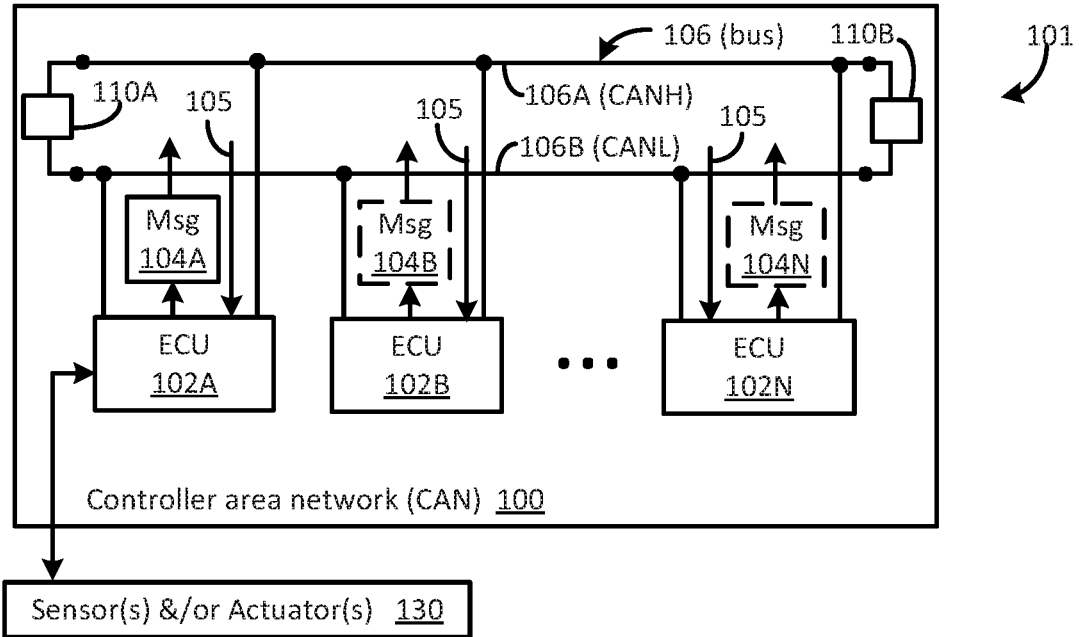 106 (bus)
110B
101
110A
105
106A (CANH)
105
106B (CANL)
105
Msg
104A
Msg
104B
Msg
104N
ECU
102A
ECU
102B
ECU
102N
Controller area network (CAN) 100
Sensor(s) &/or Actuator(s) 130